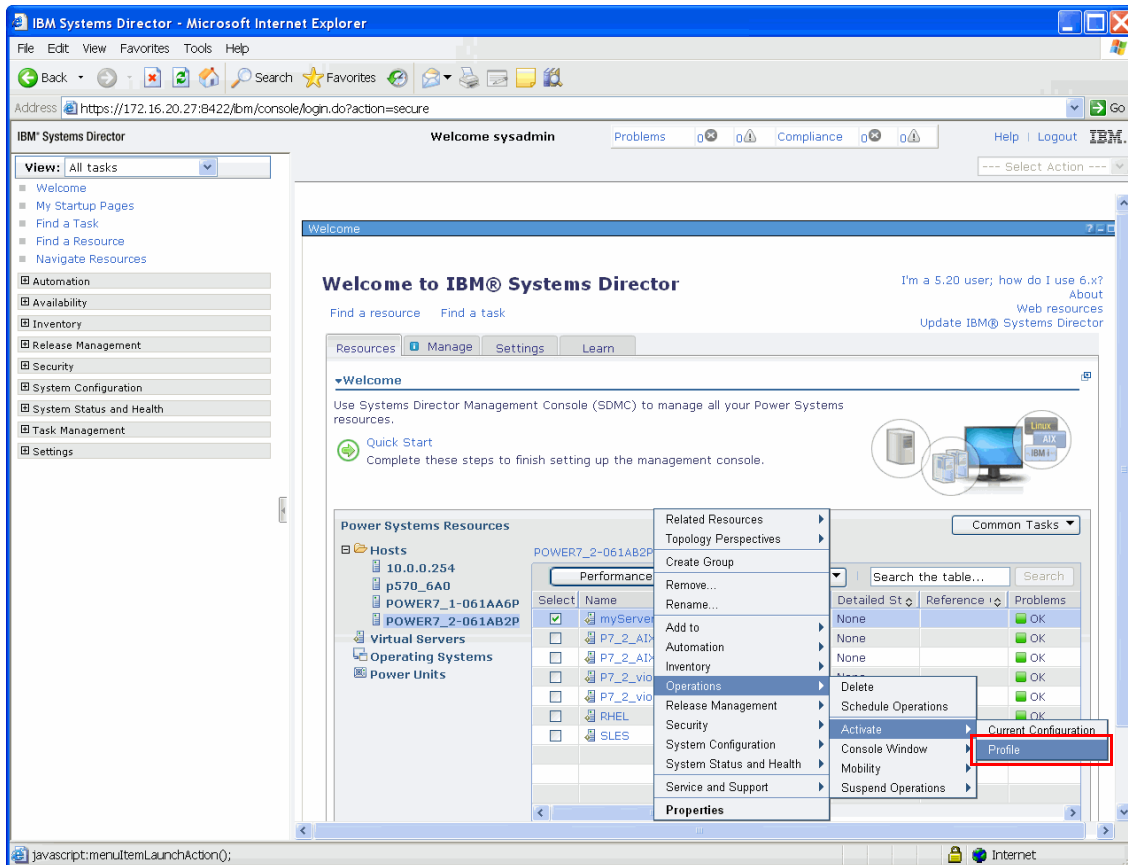 IBM Systems Director - Microsoft Internet Explorer
File Edit View Favorites Tools Help
Back Search Favorites
Address https://172.16.20.27:8422/ibm/console/login.do?action=secure Go
IBM® Systems Director Welcome sysadmin Problems 0 0 Compliance 0 0 Help Logout IBM.
View: All tasks
--- Select Action ---
Welcome
My Startup Pages
Find a Task
Find a Resource
Navigate Resources
Automation
Availability
Inventory
Release Management
Security
System Configuration
System Status and Health
Task Management
Settings
Welcome
Welcome to IBM® Systems Director
I'm a 5.20 user; how do I use 6.x?
About
Web resources
Update IBM® Systems Director
Find a resource Find a task
Resources Manage Settings Learn
Welcome
Use Systems Director Management Console (SDMC) to manage all your Power Systems
resources.
Quick Start
Complete these steps to finish setting up the management console.
Linux
AIX
IBM i
Power Systems Resources
Common Tasks
Hosts
10.0.0.254
p570_6A0
POWER7_1-061AA6P
POWER7_2-061AB2P
Virtual Servers
Operating Systems
Power Units
POWER7_2-061AB2P
Performance Search the table... Search
Select Name Detailed St Reference Problems
myServer None OK
P7_2_AIX None OK
P7_2_AIX None OK
P7_2_vio None OK
P7_2_vio OK
RHEL OK
SLES
Related Resources
Topology Perspectives
Create Group
Remove...
Rename...
Add to
Automation
Inventory
Operations
Release Management
Security
System Configuration
System Status and Health
Service and Support
Properties
Delete
Schedule Operations
Activate
Console Window
Mobility
Suspend Operations
Current Configuration
Profile
javascript:menuItemLaunchAction(); Internet